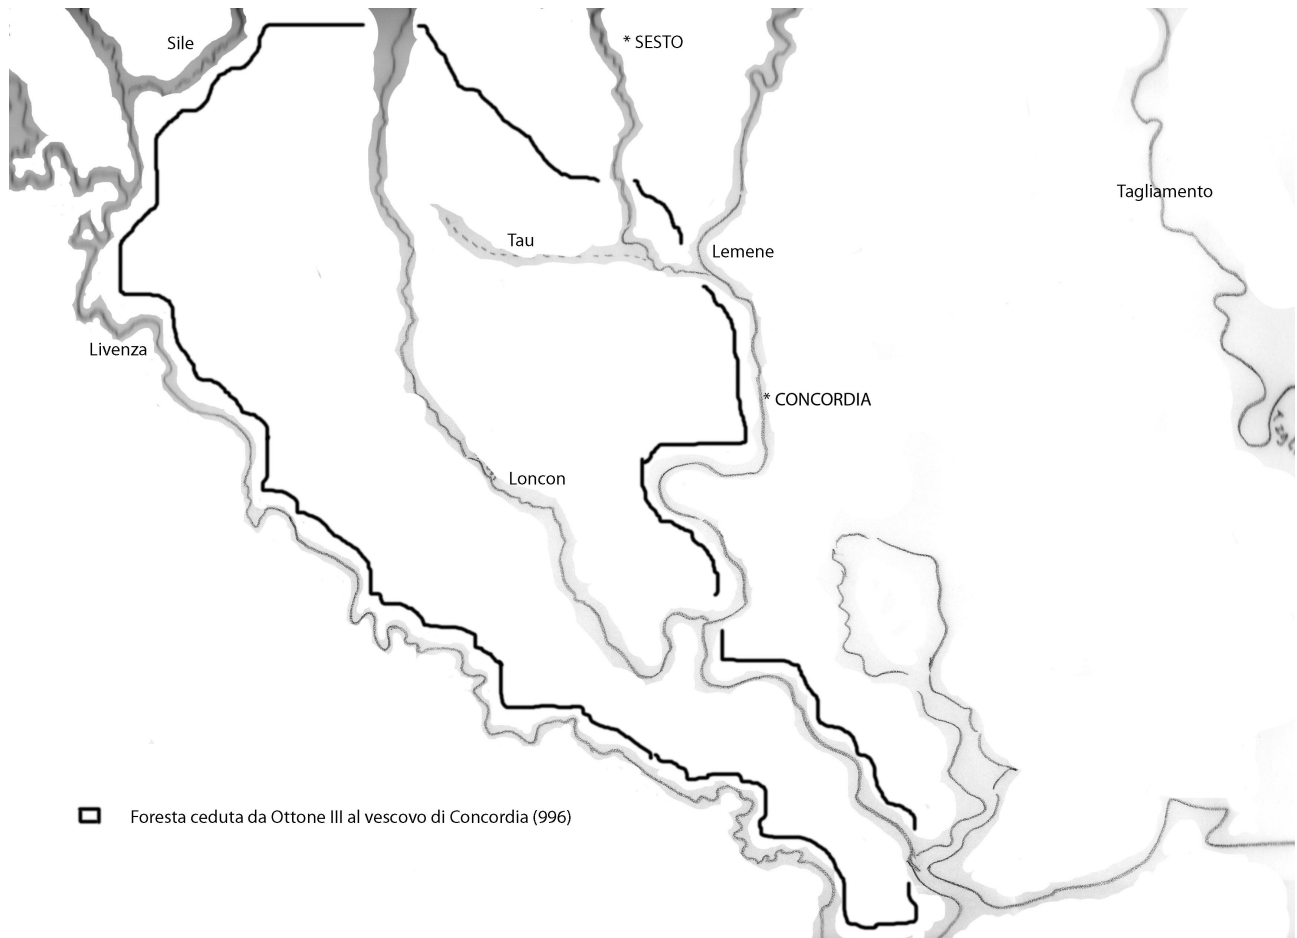 Sile
* SESTO
Tagliamento
Tau
Lemene
Livenza
* CONCORDIA
Loncon
Foresta ceduta da Ottone III al vescovo di Concordia (996)